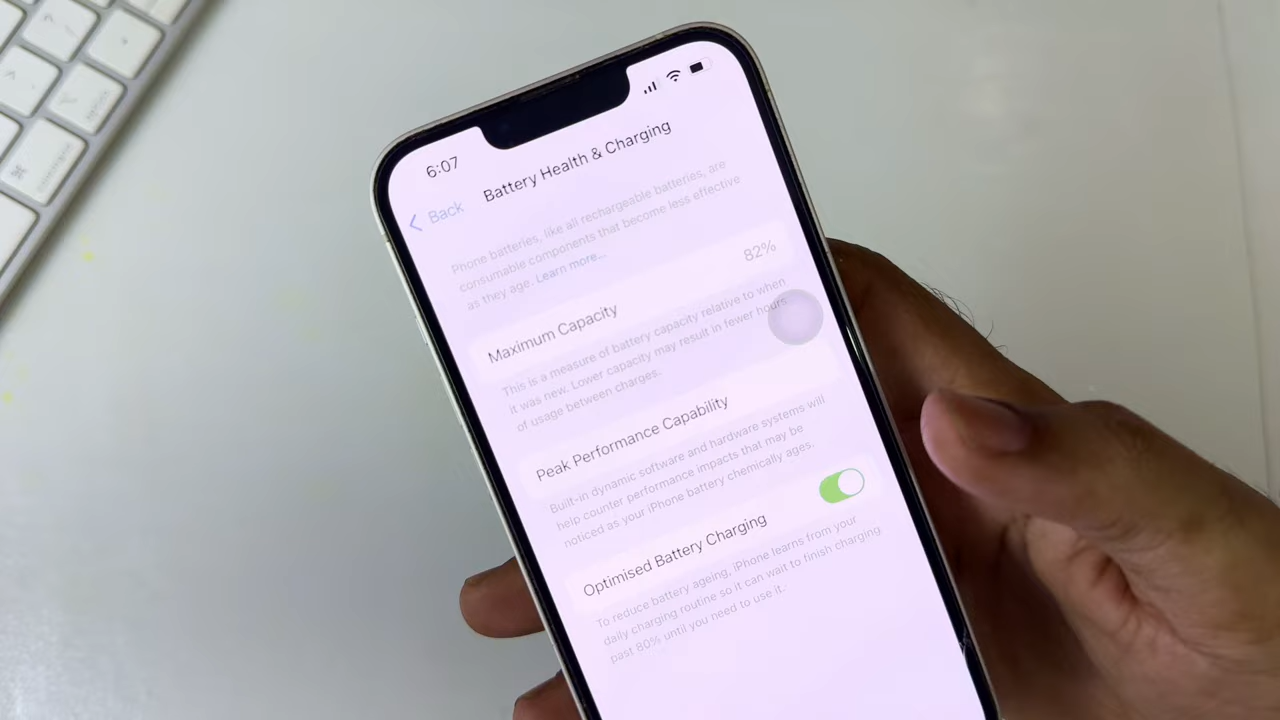 6:07
Back
Battery Health & Charging
Phone batteries, like all rechargeable batteries, are
consumable components that become less effective
as they age. Learn more...
Maximum Capacity 82%
This is a measure of battery capacity relative to when
it was new. Lower capacity may result in fewer hours
of usage between charges.
Peak Performance Capability
Built-in dynamic software and hardware systems will
help counter performance impacts that may be
noticed as your iPhone battery chemically ages.
Optimised Battery Charging
To reduce battery ageing, iPhone learns from your
daily charging routine so it can wait to finish charging
past 80% until you need to use it.